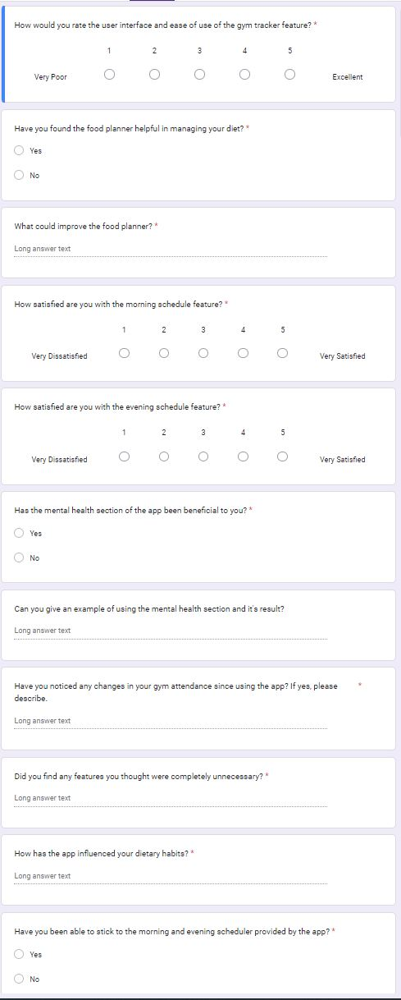 How would you rate the user interface and ease of use of the gym tracker feature? *
1 2 3 4 5
Very Poor Excellent
Have you found the food planner helpful in managing your diet? *
Yes
No
What could improve the food planner? *
Long answer text
How satisfied are you with the morning schedule feature? *
1 2 3 4 5
Very Dissatisfied Very Satisfied
How satisfied are you with the evening schedule feature? *
1 2 3 4 5
Very Dissatisfied Very Satisfied
Has the mental health section of the app been beneficial to you? *
Yes
No
Can you give an example of using the mental health section and it's result?
Long answer text
Have you noticed any changes in your gym attendance since using the app? If yes, please *
describe.
Long answer text
Did you find any features you thought were completely unnecessary? *
Long answer text
How has the app influenced your dietary habits? *
Long answer text
Have you been able to stick to the morning and evening scheduler provided by the app? *
Yes
No